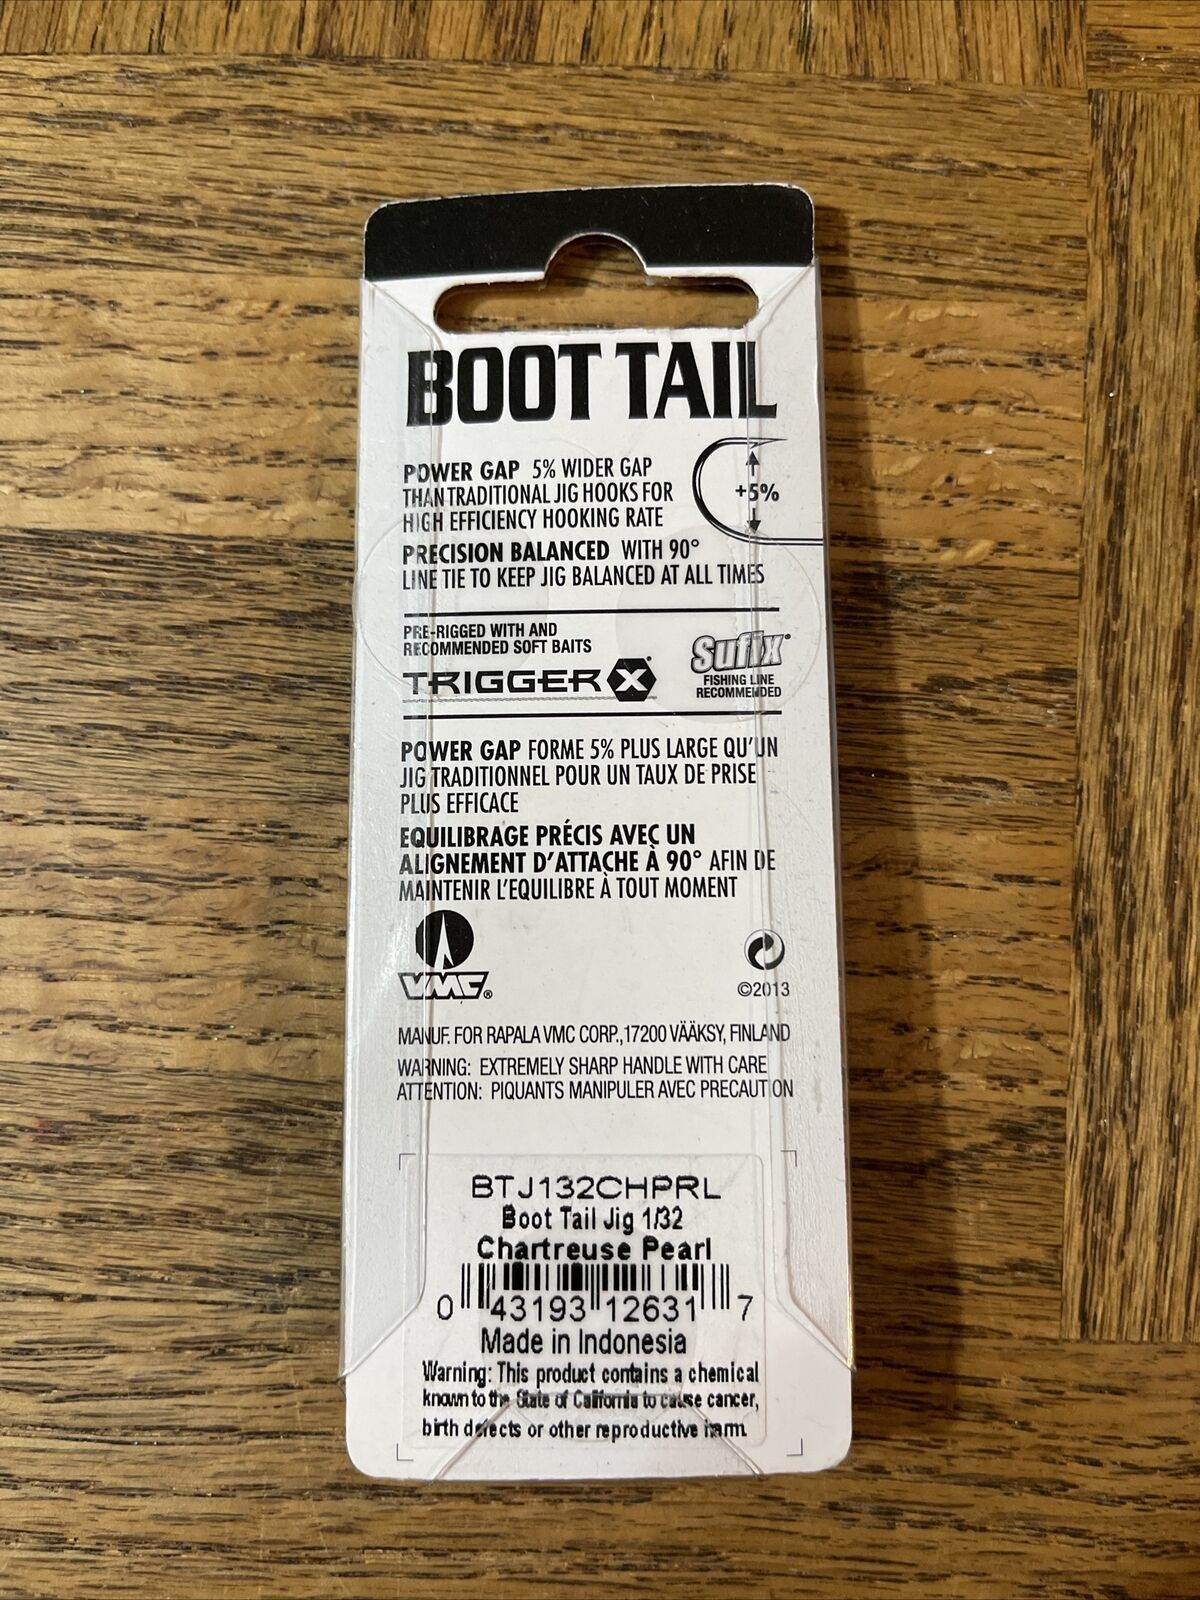 BOOT TAIL
POWER GAP 5% WIDER GAP
THAN TRADITIONAL JIG HOOKS FOR
HIGH EFFICIENCY HOOKING RATE
+5%
PRECISION BALANCED WITH 90°
LINE TIE TO KEEP JIG BALANCED AT ALL TIMES
PRE-RIGGED WITH AND
RECOMMENDED SOFT BAITS
TRIGGER X
Sufix®
FISHING LINE
RECOMMENDED
POWER GAP FORME 5% PLUS LARGE QU'UN
JIG TRADITIONNEL POUR UN TAUX DE PRISE
PLUS EFFICACE
EQUILIBRAGE PRÉCIS AVEC UN
ALIGNEMENT D'ATTACHE À 90° AFIN DE
MAINTENIR L'EQUILIBRE À TOUT MOMENT
VMC®
©2013
MANUF. FOR RAPALA VMC CORP., 17200 VÄÄKSY, FINLAND
WARNING: EXTREMELY SHARP HANDLE WITH CARE
ATTENTION: PIQUANTS MANIPULER AVEC PRECAUTION
BTJ132CHPRL
Boot Tail Jig 1/32
Chartreuse Pearl
0 43193 12631 7
Made in Indonesia
Warning: This product contains a chemical
known to the State of California to cause cancer,
birth defects or other reproductive harm.